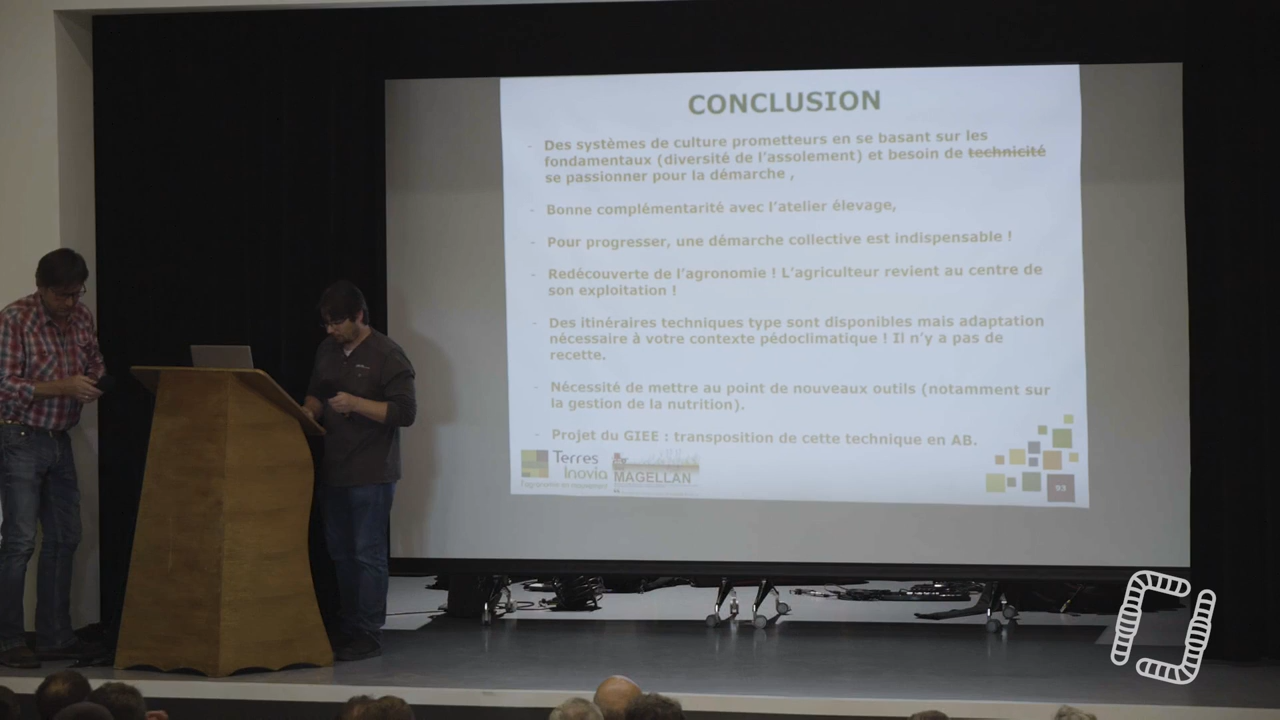 CONCLUSION
- Des systèmes de culture prometteurs en se basant sur les
fondamentaux (diversité de l'assolement) et besoin de technicité
se passionner pour la démarche ,
- Bonne complémentarité avec l'atelier élevage,
- Pour progresser, une démarche collective est indispensable !
- Redécouverte de l'agronomie ! L'agriculteur revient au centre de
son exploitation !
- Des itinéraires techniques type sont disponibles mais adaptation
nécessaire à votre contexte pédoclimatique ! Il n'y a pas de
recette.
- Nécessité de mettre au point de nouveaux outils (notamment sur
la gestion de la nutrition).
- Projet du GIEE : transposition de cette technique en AB.
Terres
Inovia
l'agronomie en mouvement
MAGELLAN
93